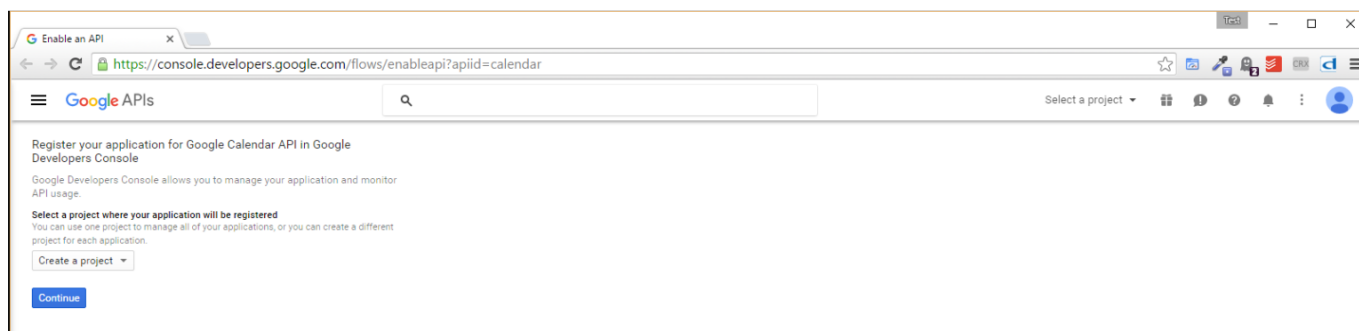 Test
Enable an API
https://console.developers.google.com/flows/enableapi?apiid=calendar
2
CRX
Google APIs
Select a project
Register your application for Google Calendar API in Google
Developers Console
Google Developers Console allows you to manage your application and monitor
API usage.
Select a project where your application will be registered
You can use one project to manage all of your applications, or you can create a different
project for each application.
Create a project
Continue